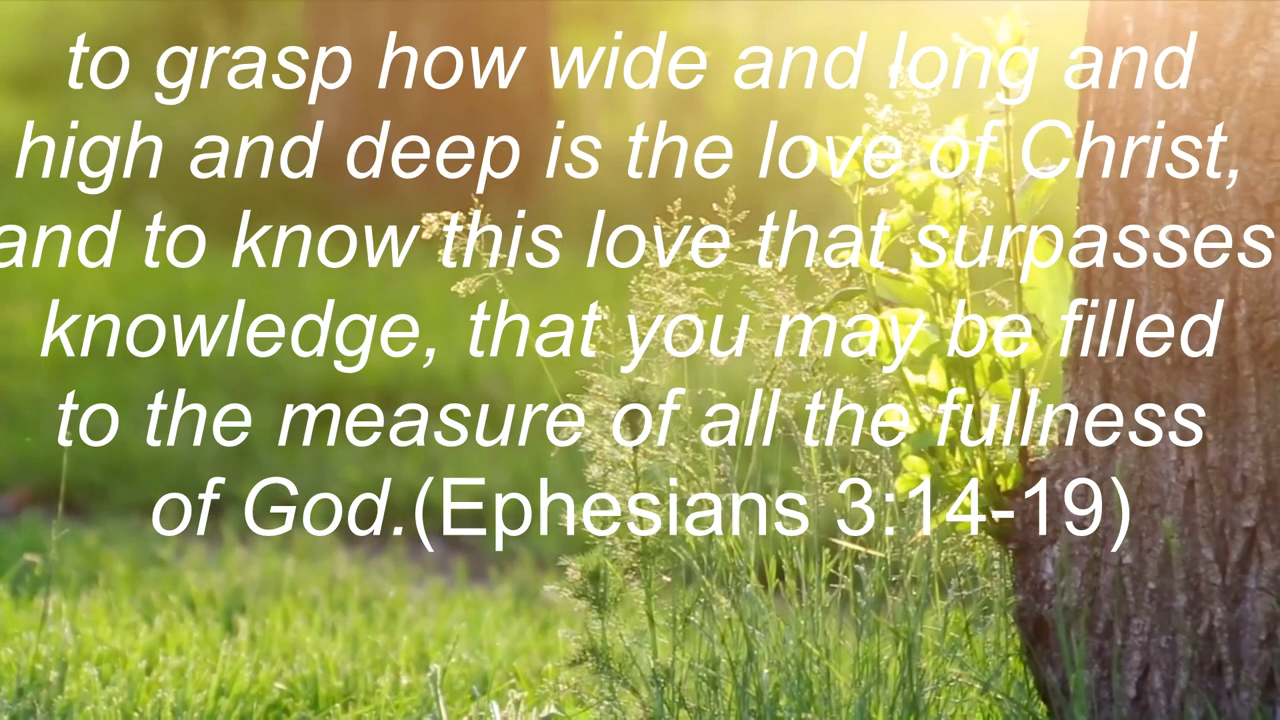 to grasp how wide and long and
high and deep is the love of Christ,
and to know this love that surpasses
knowledge, that you may be filled
to the measure of all the fullness
of God.(Ephesians 3:14-19)